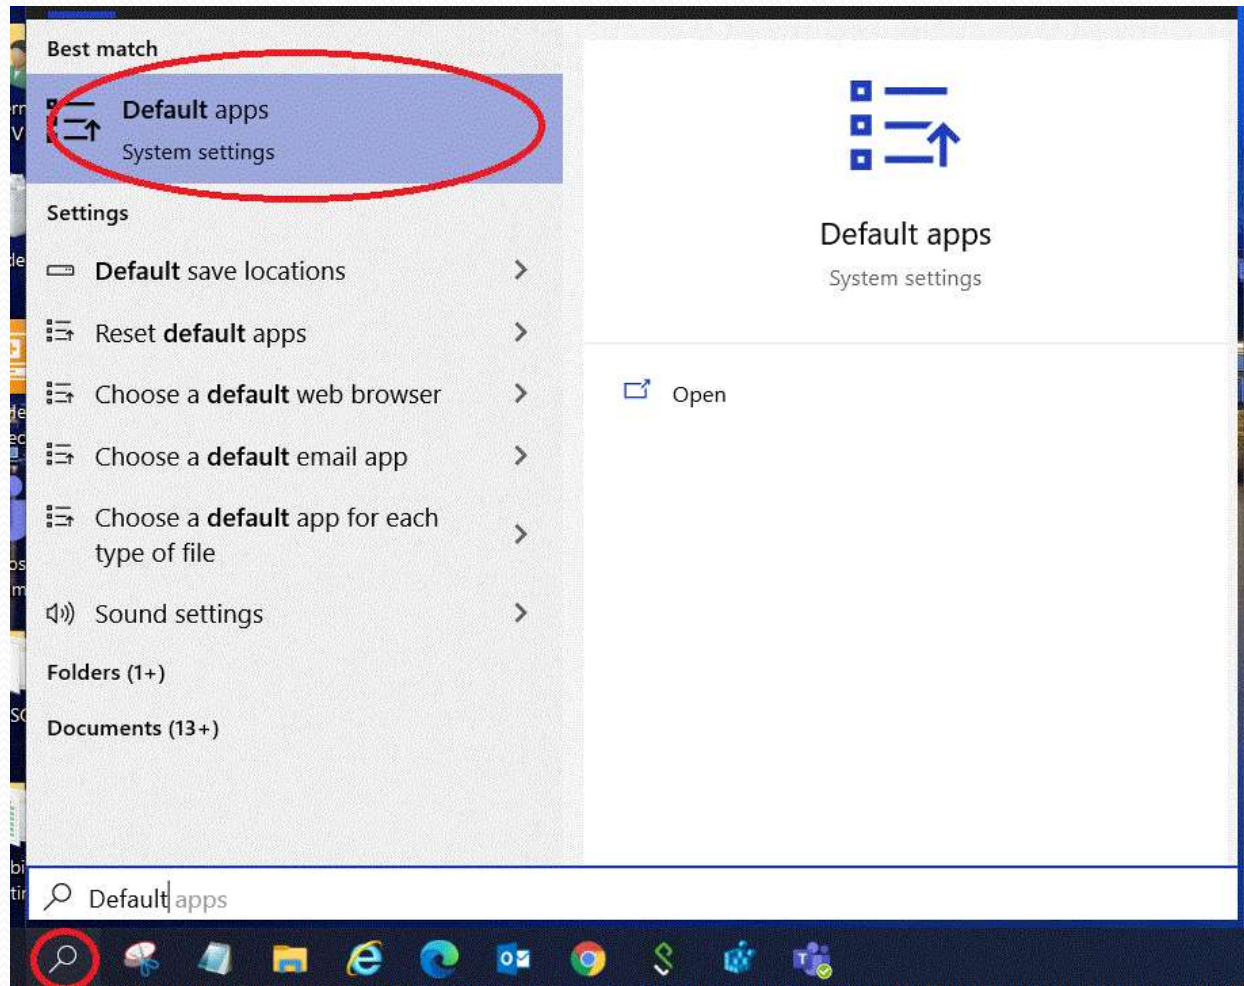 Best match
Default apps
System settings
Settings
Default save locations
Reset default apps
Choose a default web browser
Choose a default email app
Choose a default app for each
type of file
Sound settings
Folders (1+)
Documents (13+)
Default apps
System settings
Open
Default apps